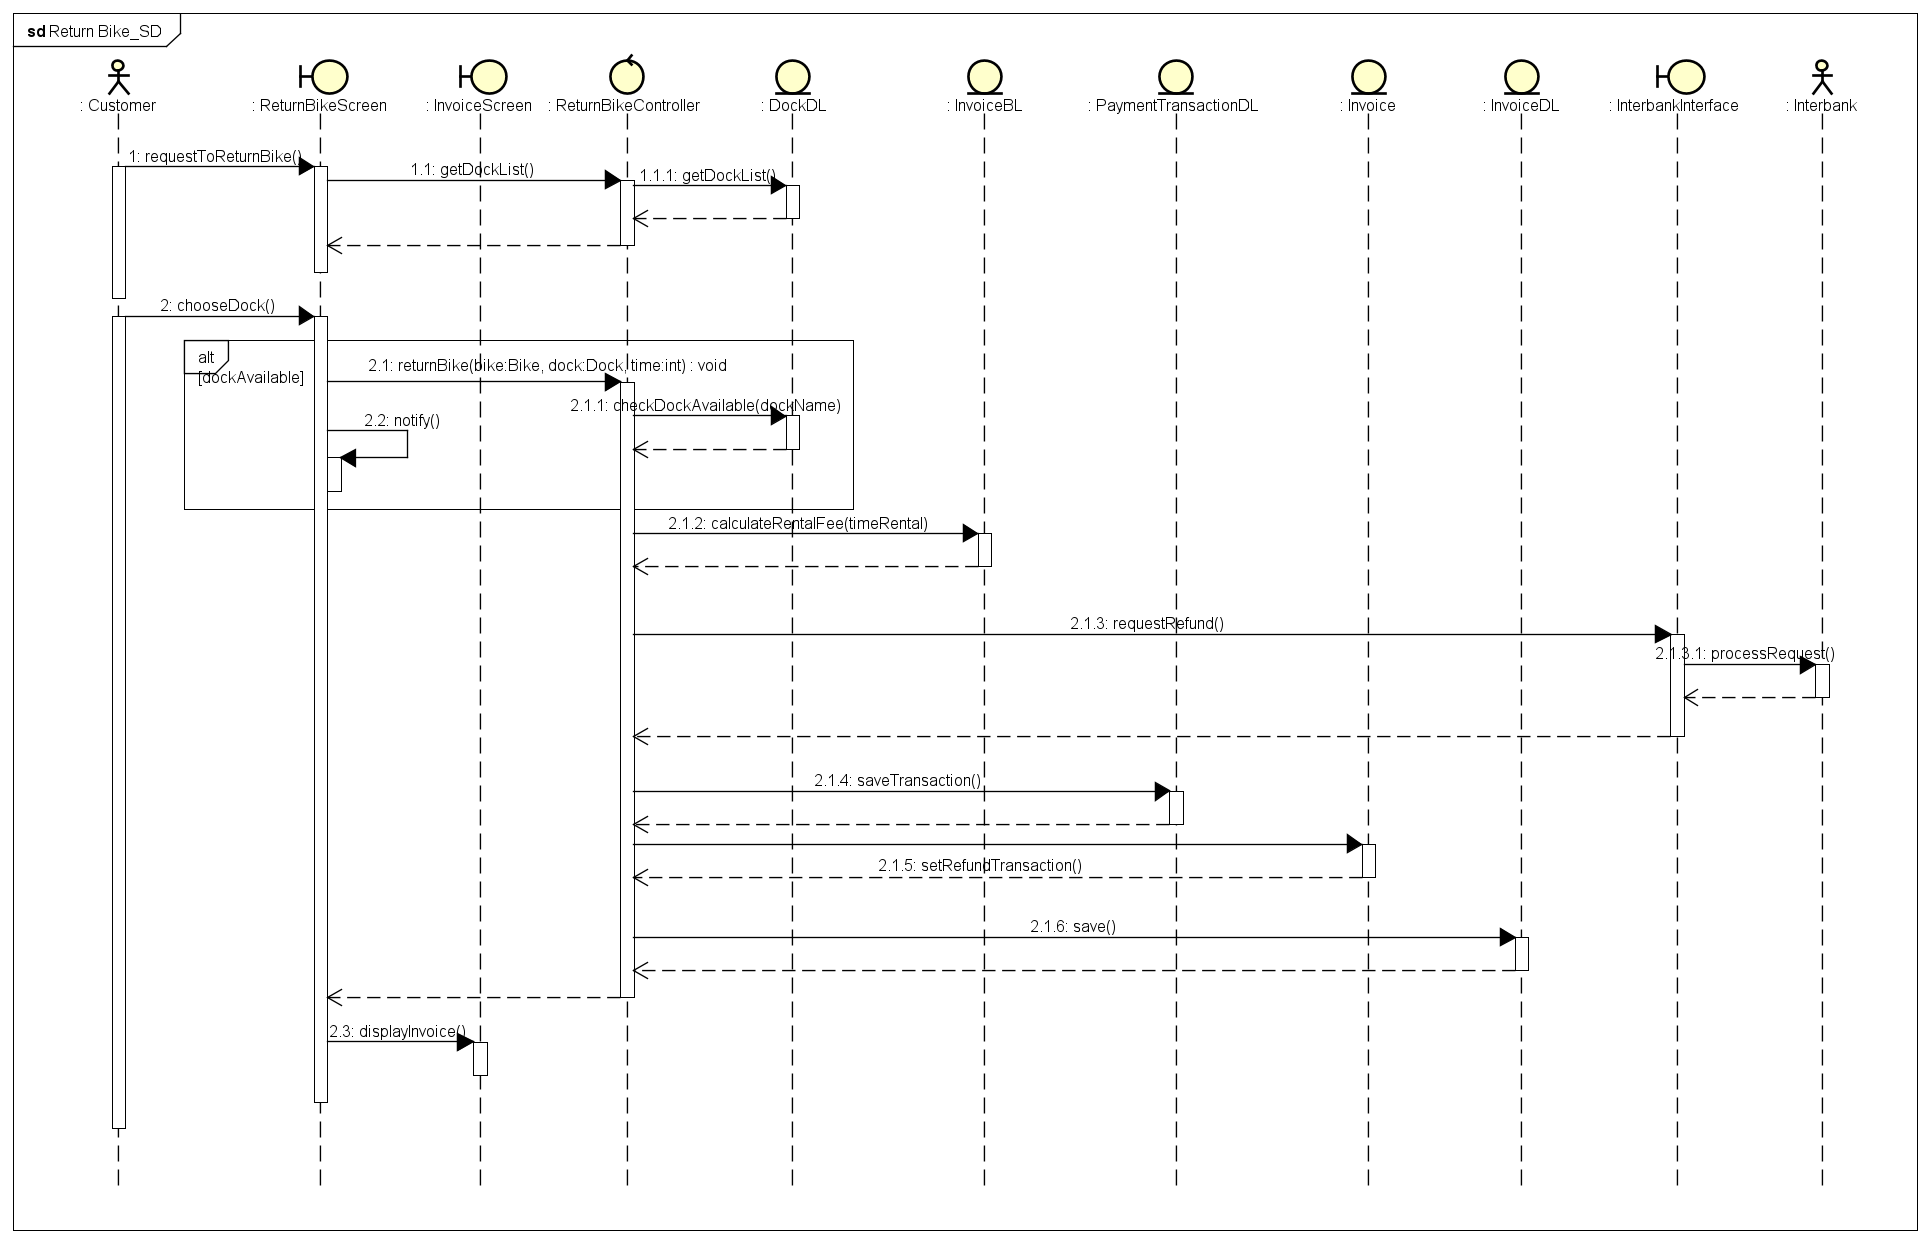 sd Return Bike_SD
: Customer
: ReturnBikeScreen
: InvoiceScreen
: ReturnBikeController
: DockDL
: InvoiceBL
: PaymentTransactionDL
: Invoice
: InvoiceDL
: InterbankInterface
: Interbank
1: requestToReturnBike()
1.1: getDockList()
1.1.1: getDockList()
2: chooseDock()
alt
[dockAvailable]
2.1: returnBike(bike:Bike, dock:Dock, time:int) : void
2.1.1: checkDockAvailable(dockName)
2.2: notify()
2.1.2: calculateRentalFee(timeRental)
2.1.3: requestRefund()
2.1.3.1: processRequest()
2.1.4: saveTransaction()
2.1.5: setRefundTransaction()
2.1.6: save()
2.3: displayInvoice()